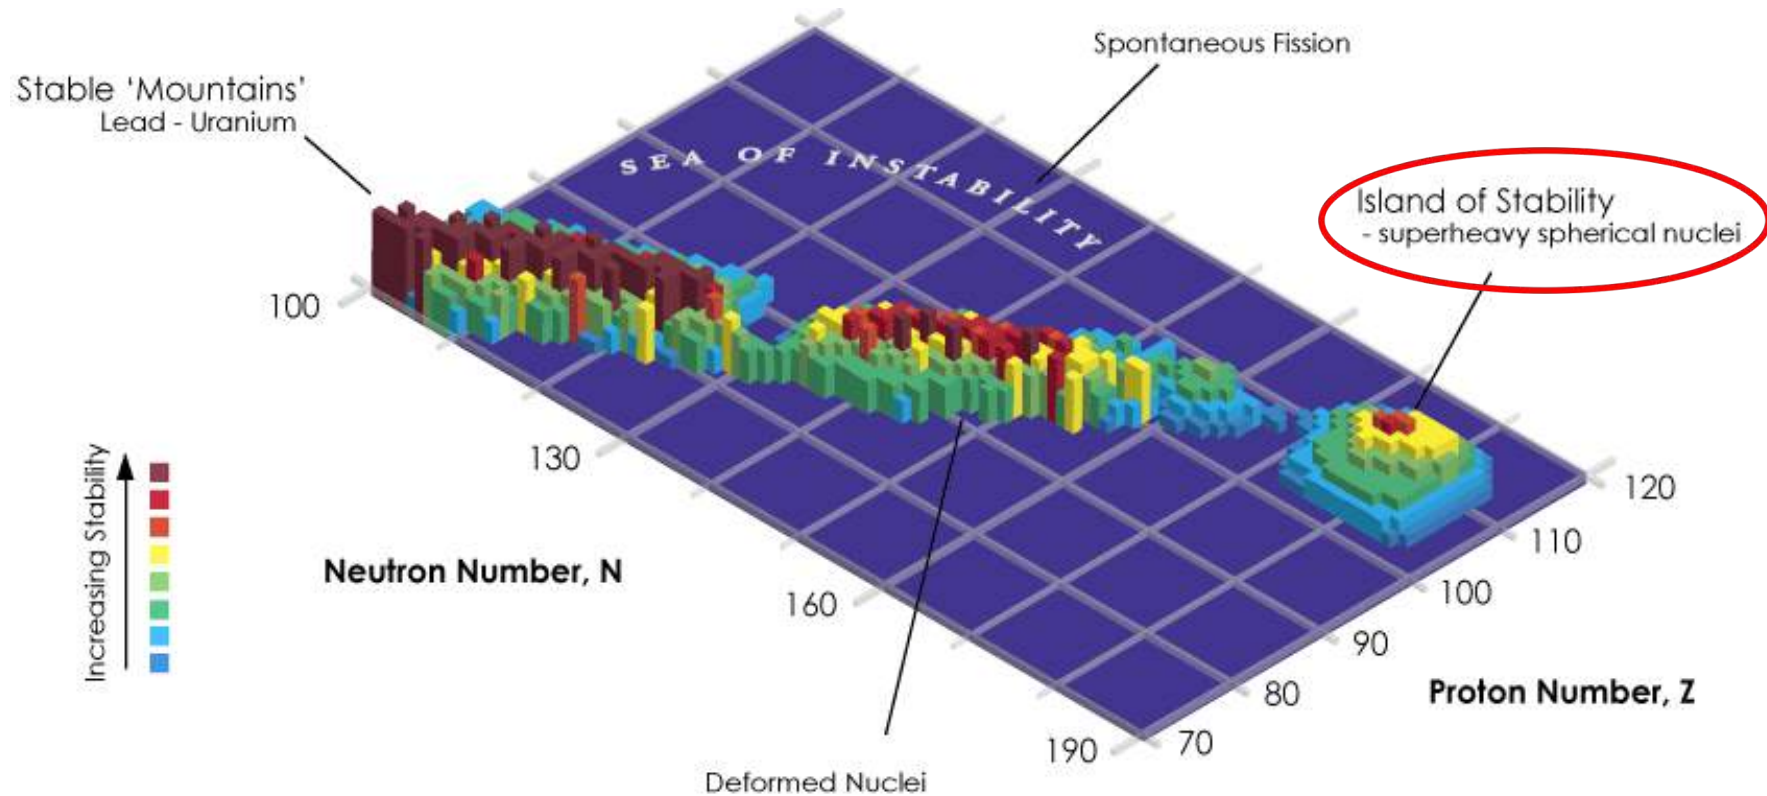 Spontaneous Fission
Stable 'Mountains'
Lead - Uranium
SEA OF INSTABILITY
Island of Stability
- superheavy spherical nuclei
100
130
160
190
120
110
100
90
80
70
Increasing Stability
Neutron Number, N
Proton Number, Z
Deformed Nuclei